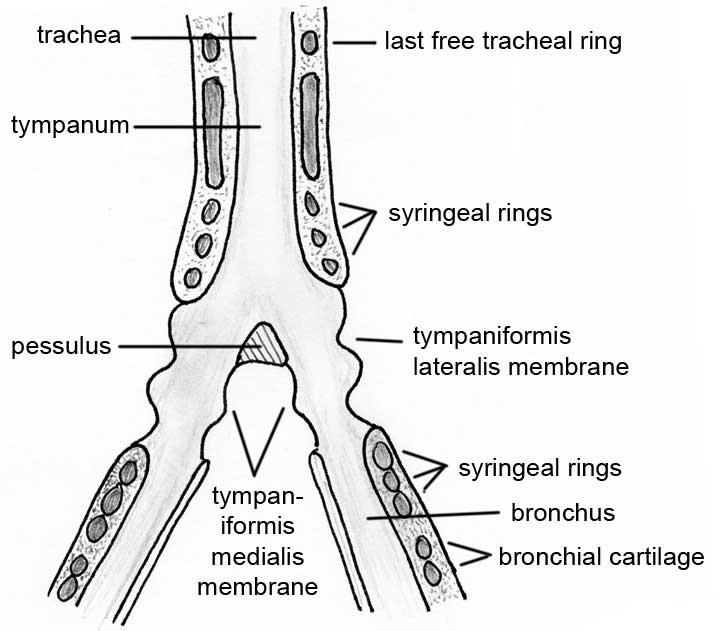 trachea
last free tracheal ring
tympanum
syringeal rings
pessulus
tympaniformis
lateralis membrane
syringeal rings
tympan-
iformis
medialis
membrane
bronchus
bronchial cartilage